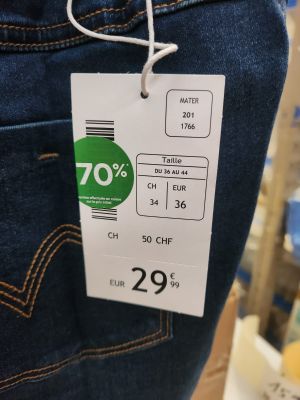 MATER
201
1766
70%
Taille
DU 36 AU 44
CH EUR
34 36
CH 50 CHF
EUR 29 €99